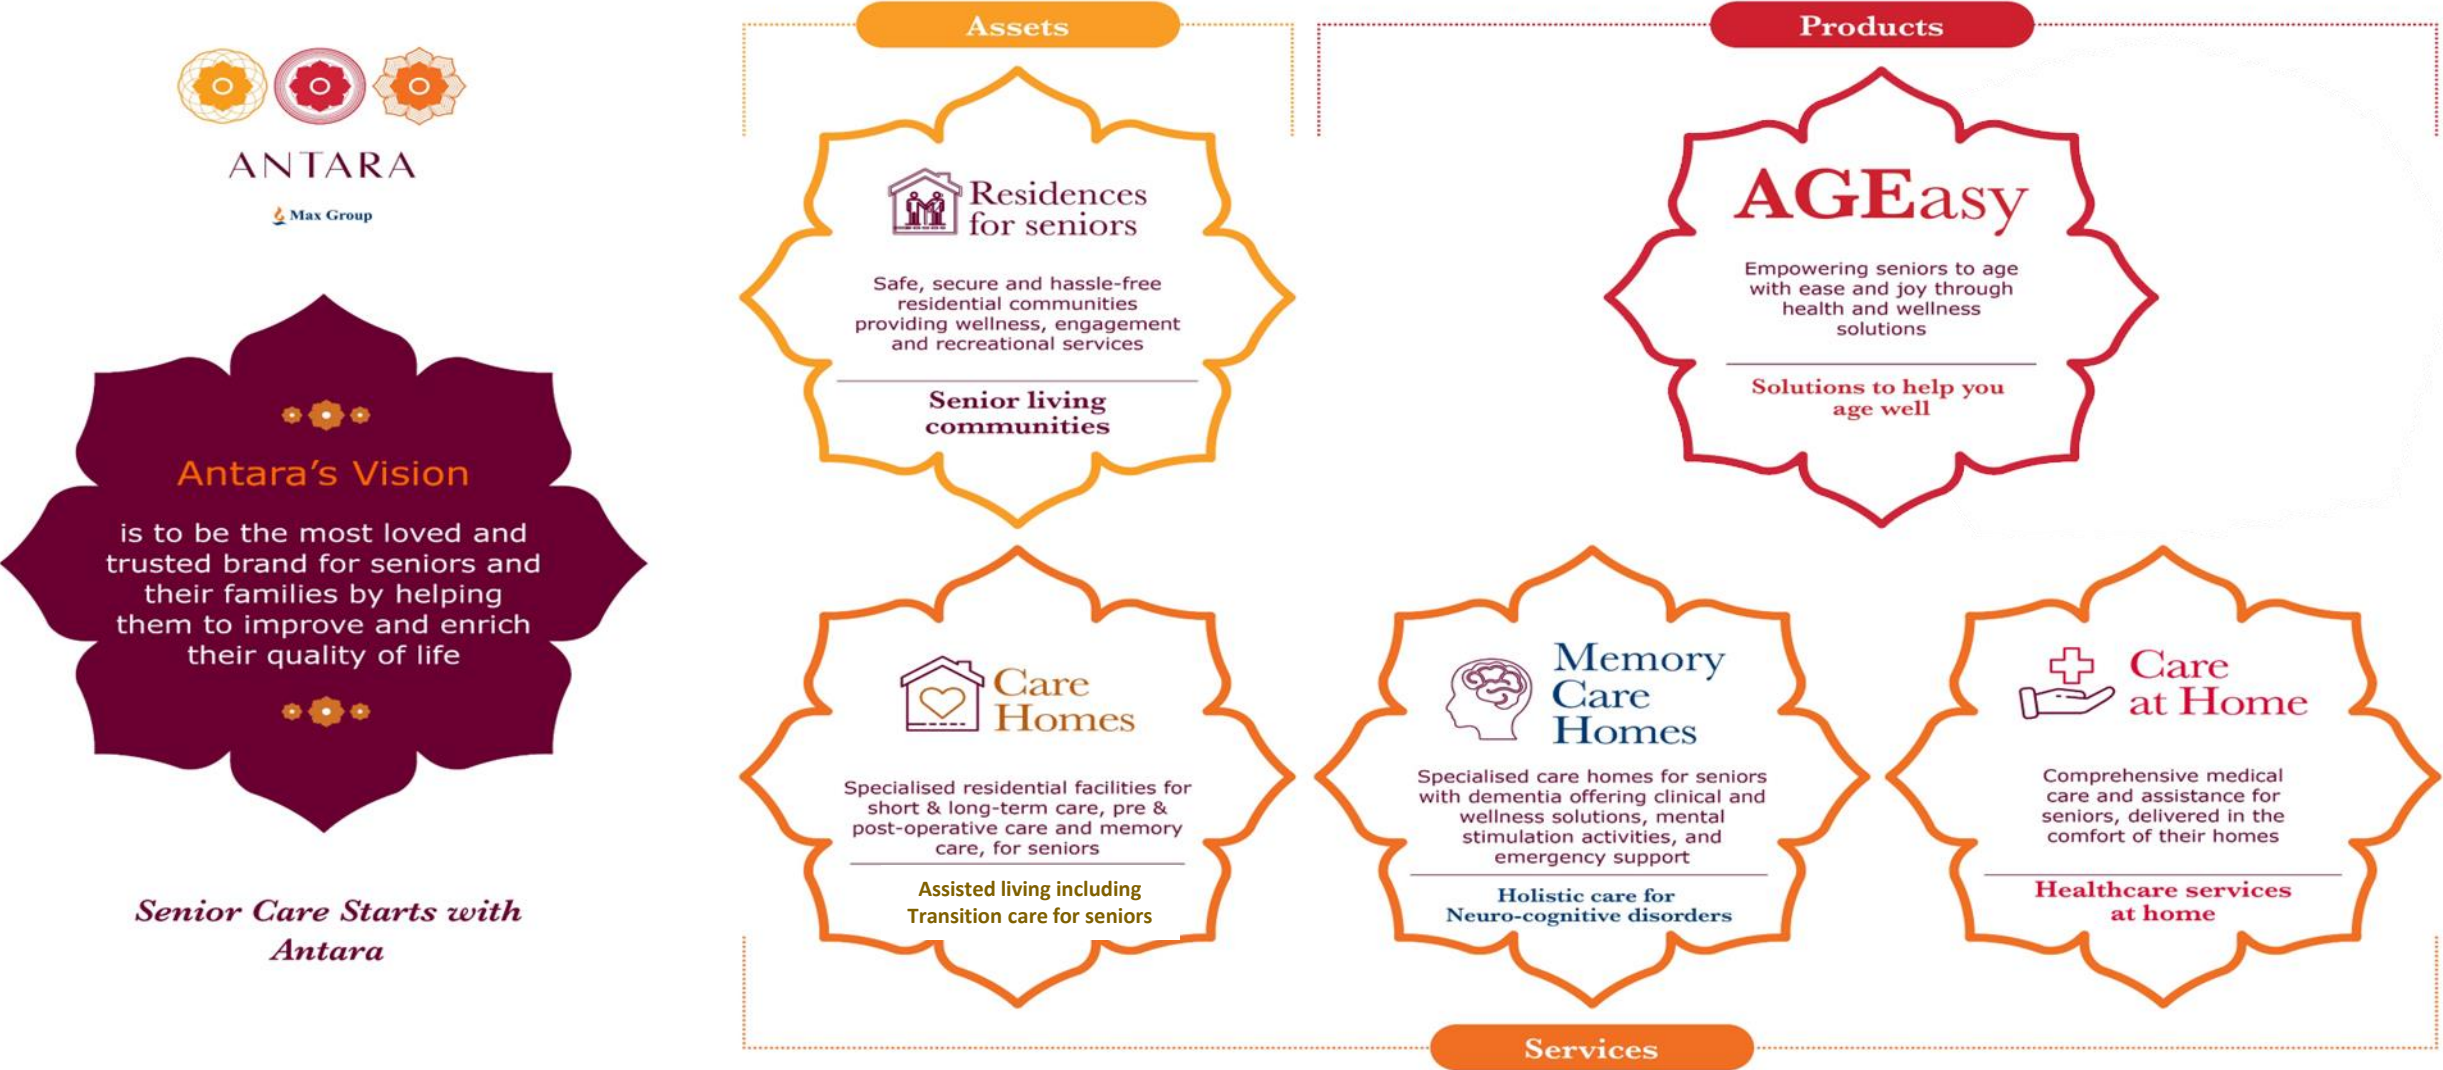 ANTARA
Max Group
Antara's Vision
is to be the most loved and
trusted brand for seniors and
their families by helping
them to improve and enrich
their quality of life
Senior Care Starts with
Antara
Assets
Residences
for seniors
Safe, secure and hassle-free
residential communities
providing wellness, engagement
and recreational services
Senior living
communities
Products
AGEasy
Empowering seniors to age
with ease and joy through
health and wellness
solutions
Solutions to help you
age well
Care
Homes
Specialised residential facilities for
short & long-term care, pre &
post-operative care and memory
care, for seniors
Assisted living including
Transition care for seniors
Memory
Care
Homes
Specialised care homes for seniors
with dementia offering clinical and
wellness solutions, mental
stimulation activities, and
emergency support
Holistic care for
Neuro-cognitive disorders
Care
at Home
Comprehensive medical
care and assistance for
seniors, delivered in the
comfort of their homes
Healthcare services
at home
Services